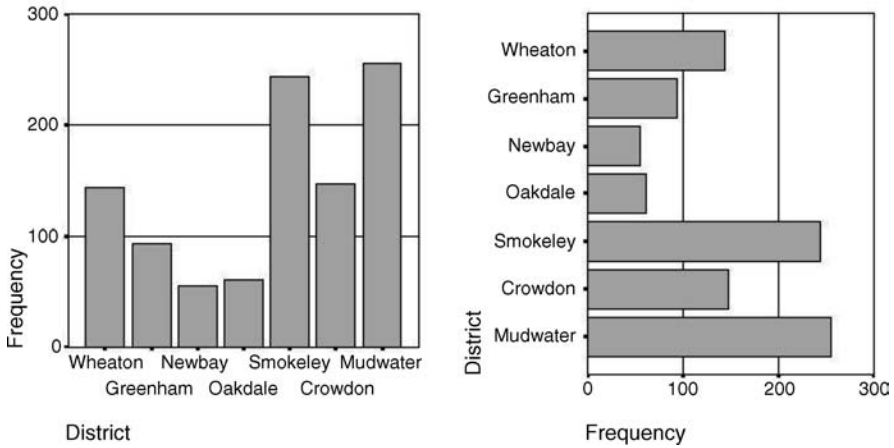 300
200
100
0
Frequency
Wheaton Newbay Smokeley Mudwater
Greenham Oakdale Crowdon
District
Wheaton
Greenham
Newbay
Oakdale
Smokeley
Crowdon
Mudwater
District
0 100 200 300
Frequency